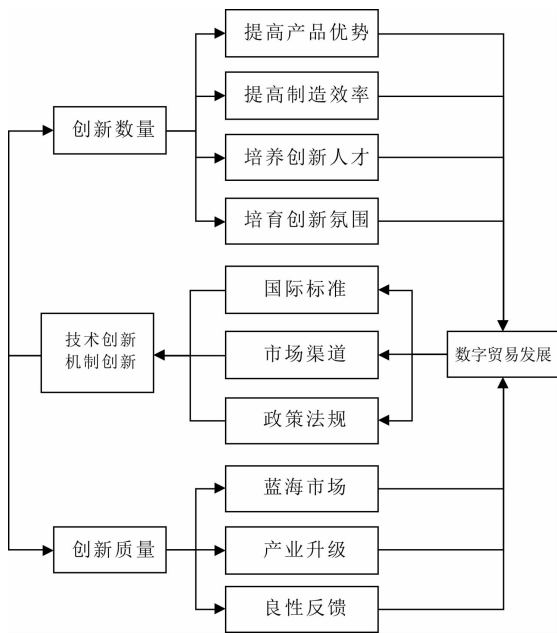 提高产品优势
提高制造效率
创新数量
培养创新人才
培育创新氛围
国际标准
技术创新
机制创新
市场渠道
数字贸易发展
政策法规
蓝海市场
创新质量
产业升级
良性反馈